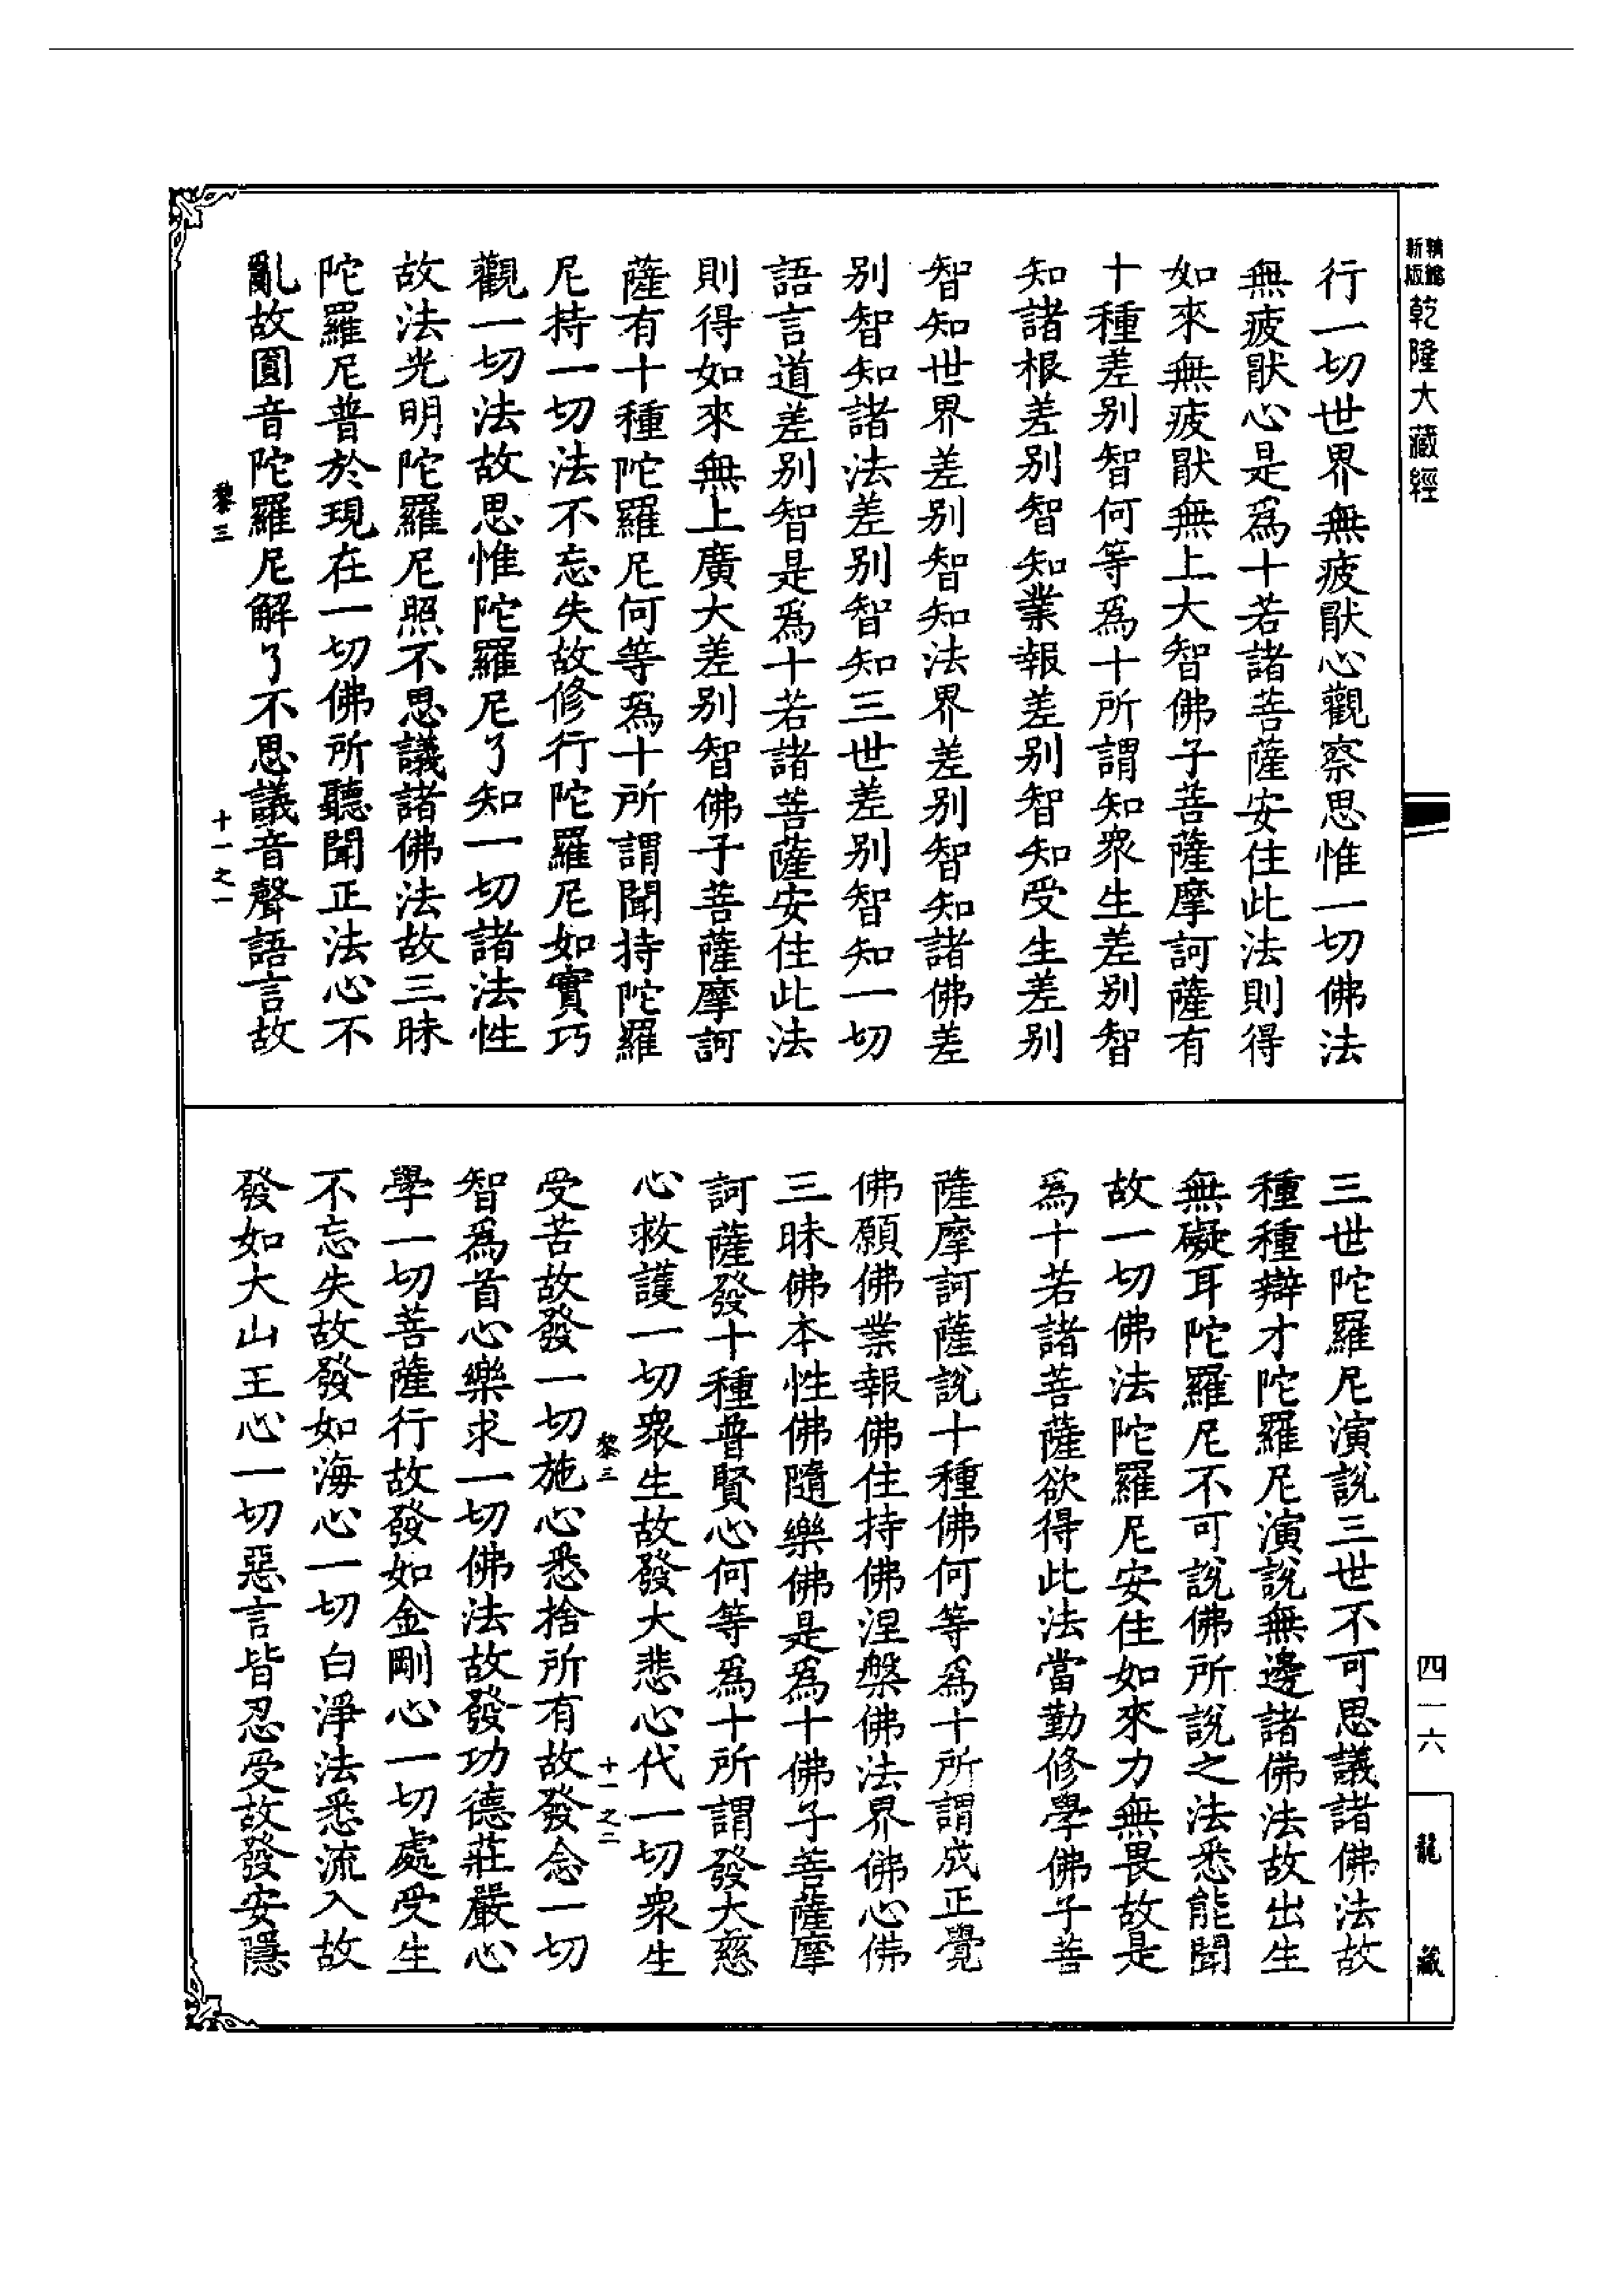 新版
乾隆大藏經
四一六
龍藏
行一切世界無疲猒心觀察思惟一切佛法
無疲猒心是爲十若諸菩薩安住此法則得
如來無疲猒無上大智佛子菩薩摩訶薩有
十種差别智何等爲十所謂知衆生差别智
知諸根差别智知業報差别智知受生差别
智知世界差别智知法界差别智知諸佛差
别智知諸法差别智知三世差别智知一切
語言道差别智是爲十若諸菩薩安住此法
則得如來無上廣大差别智佛子菩薩摩訶
薩有十種陀羅尼何等爲十所謂聞持陀羅
尼持一切法不忘失故修行陀羅尼如實巧
觀一切法故思惟陀羅尼了知一切諸法性
故法光明陀羅尼照不思議諸佛法故三昧
陀羅尼普於現在一切佛所聽聞正法心不
亂故圓音陀羅尼解了不思議音聲語言故
黎三 十一之一
三世陀羅尼演說三世不可思議諸佛法故
種種辯才陀羅尼演說無邊諸佛法故出生
無礙耳陀羅尼不可說佛所說之法悉能聞
故一切佛法陀羅尼安住如來力無畏故是
爲十若諸菩薩欲得此法當勤修學佛子菩
薩摩訶薩說十種佛何等爲十所謂成正覺
佛願佛業報佛住持佛涅槃佛法界佛心佛
三昧佛本性佛隨樂佛是爲十佛子菩薩摩
訶薩發十種普賢心何等爲十所謂發大慈
心救護一切衆生故發大悲心代一切衆生
黎三 十一之二
受苦故發一切施心悉捨所有故發念一切
智爲首心樂求一切佛法故發功德莊嚴心
學一切菩薩行故發如金剛心一切處受生
不忘失故發如海心一切白淨法悉流入故
發如大山王心一切惡言皆忍受故發安隱